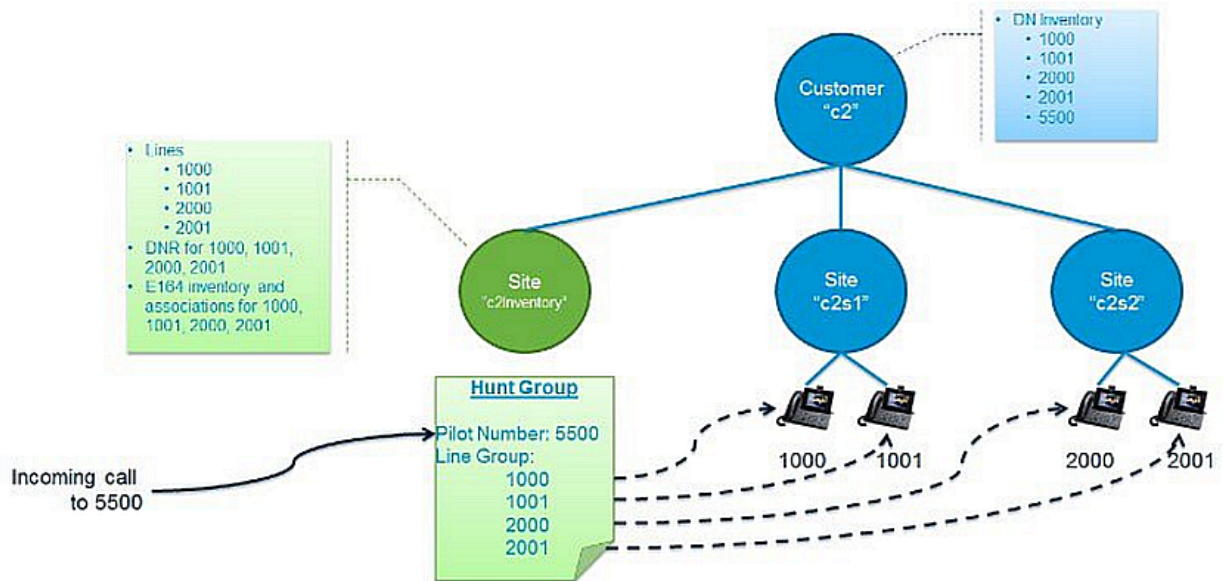 • DN Inventory
• 1000
• 1001
• 2000
• 2001
• 5500
Customer
"c2"
• Lines
• 1000
• 1001
• 2000
• 2001
• DNR for 1000, 1001,
2000, 2001
• E164 inventory and
associations for 1000,
1001, 2000, 2001
Site
"c2Inventory"
Site
"c2s1"
Site
"c2s2"
Hunt Group
Pilot Number: 5500
Line Group:
1000
1001
2000
2001
1000
1001
2000
2001
Incoming call
to 5500